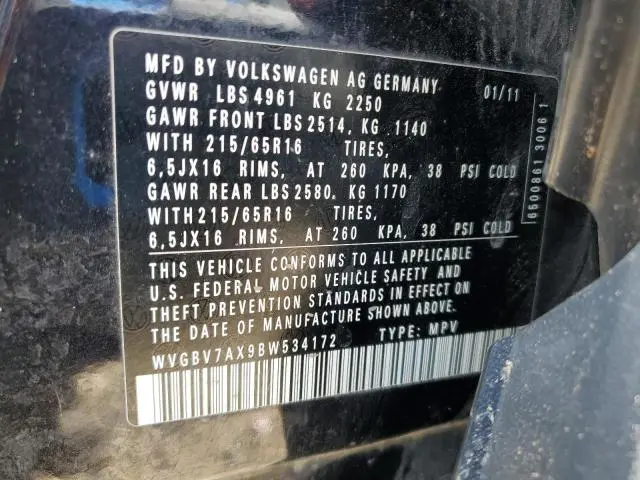 MFD BY VOLKSWAGEN AG GERMANY 01/11
GVWR LBS 4961 KG 2250
GAWR FRONT LBS 2514, KG 1140
WITH 215/65R16 TIRES,
6,5JX16 RIMS, AT 260 KPA, 38 PSI COLD
GAWR REAR LBS 2580. KG 1170
WITH 215/65R16 TIRES,
6,5JX16 RIMS, AT 260 KPA, 38 PSI COLD
THIS VEHICLE CONFORMS TO ALL APPLICABLE
U.S. FEDERAL MOTOR VEHICLE SAFETY AND
THEFT PREVENTION STANDARDS IN EFFECT ON
THE DATE OF MANUFACTURE SHOWN ABOVE.
WVGBV7AX9BW534172 TYPE: MPV
6500861 3006 1